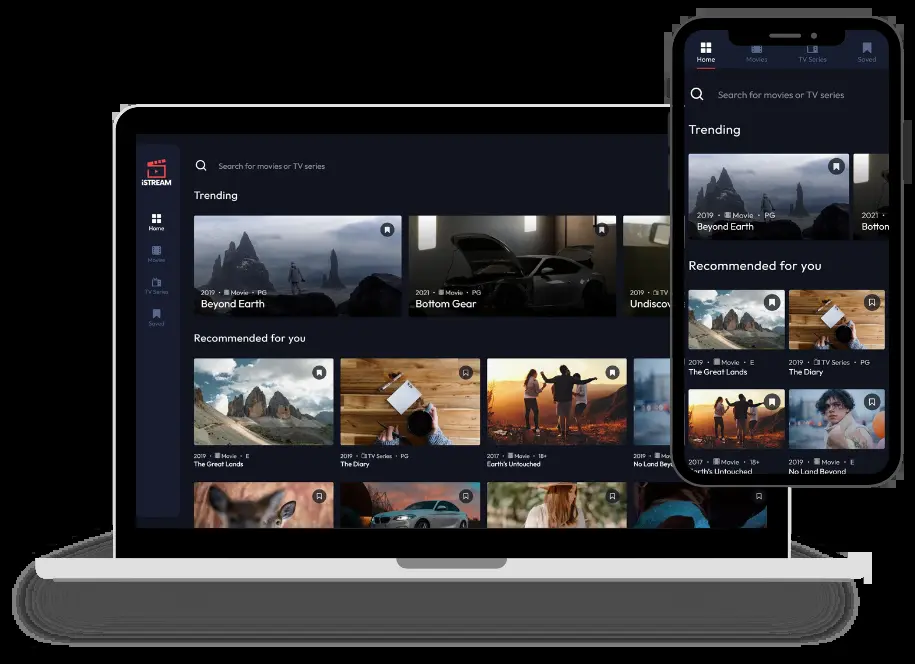 iSTREAM
Home
Movies
TV Series
Saved
Search for movies or TV series
Trending
2019 • Movie • PG
Beyond Earth
2021 • Movie • PG
Bottom Gear
2019 • TV
Undiscov
Recommended for you
2019 • Movie • E
The Great Lands
2019 • TV Series • PG
The Diary
2017 • Movie • 18+
Earth's Untouched
2019 • Mo
No Land Bey
Home
Movies
TV Series
Saved
Search for movies or TV series
Trending
2019 • Movie • PG
Beyond Earth
2021 •
Botton
Recommended for you
2019 • Movie • E
The Great Lands
2019 • TV Series • PG
The Diary
2017 • Movie • 18+
Earth's Untouched
2019 • Movie • E
No Land Beyond